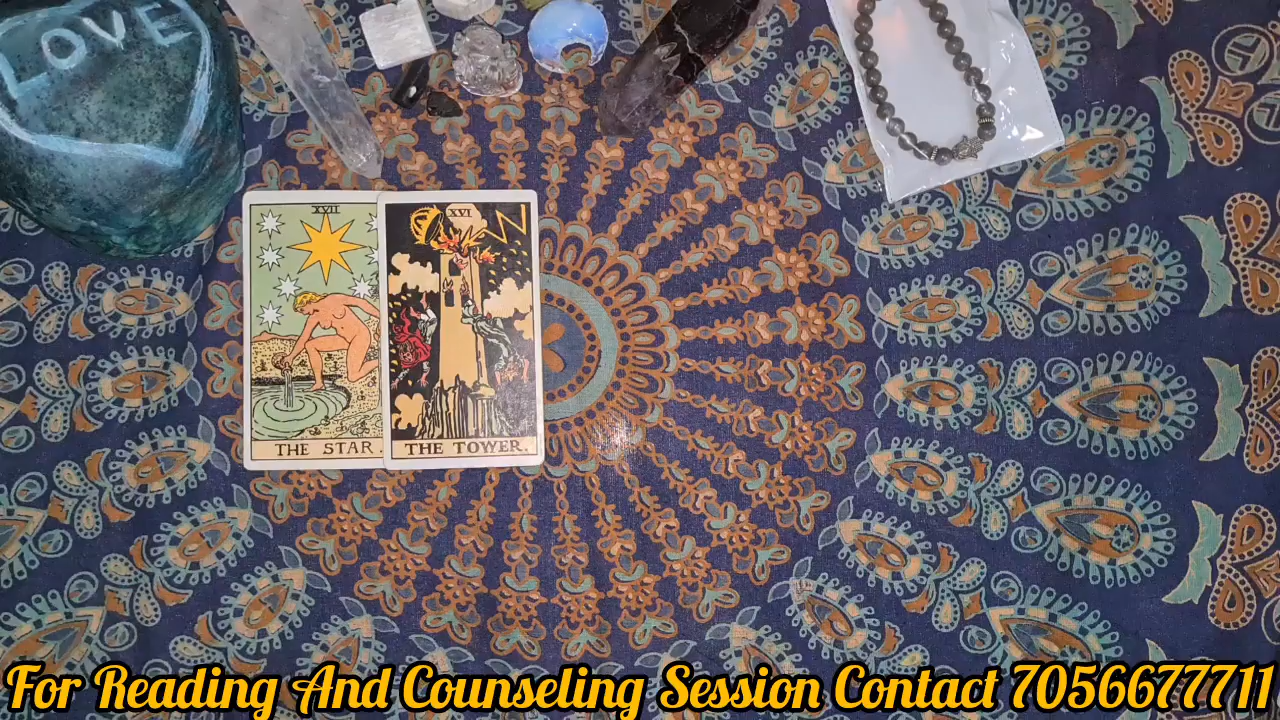 LOVE
XVII
XVI
THE STAR
THE TOWER.
For Reading And Counseling Session Contact 7056677711